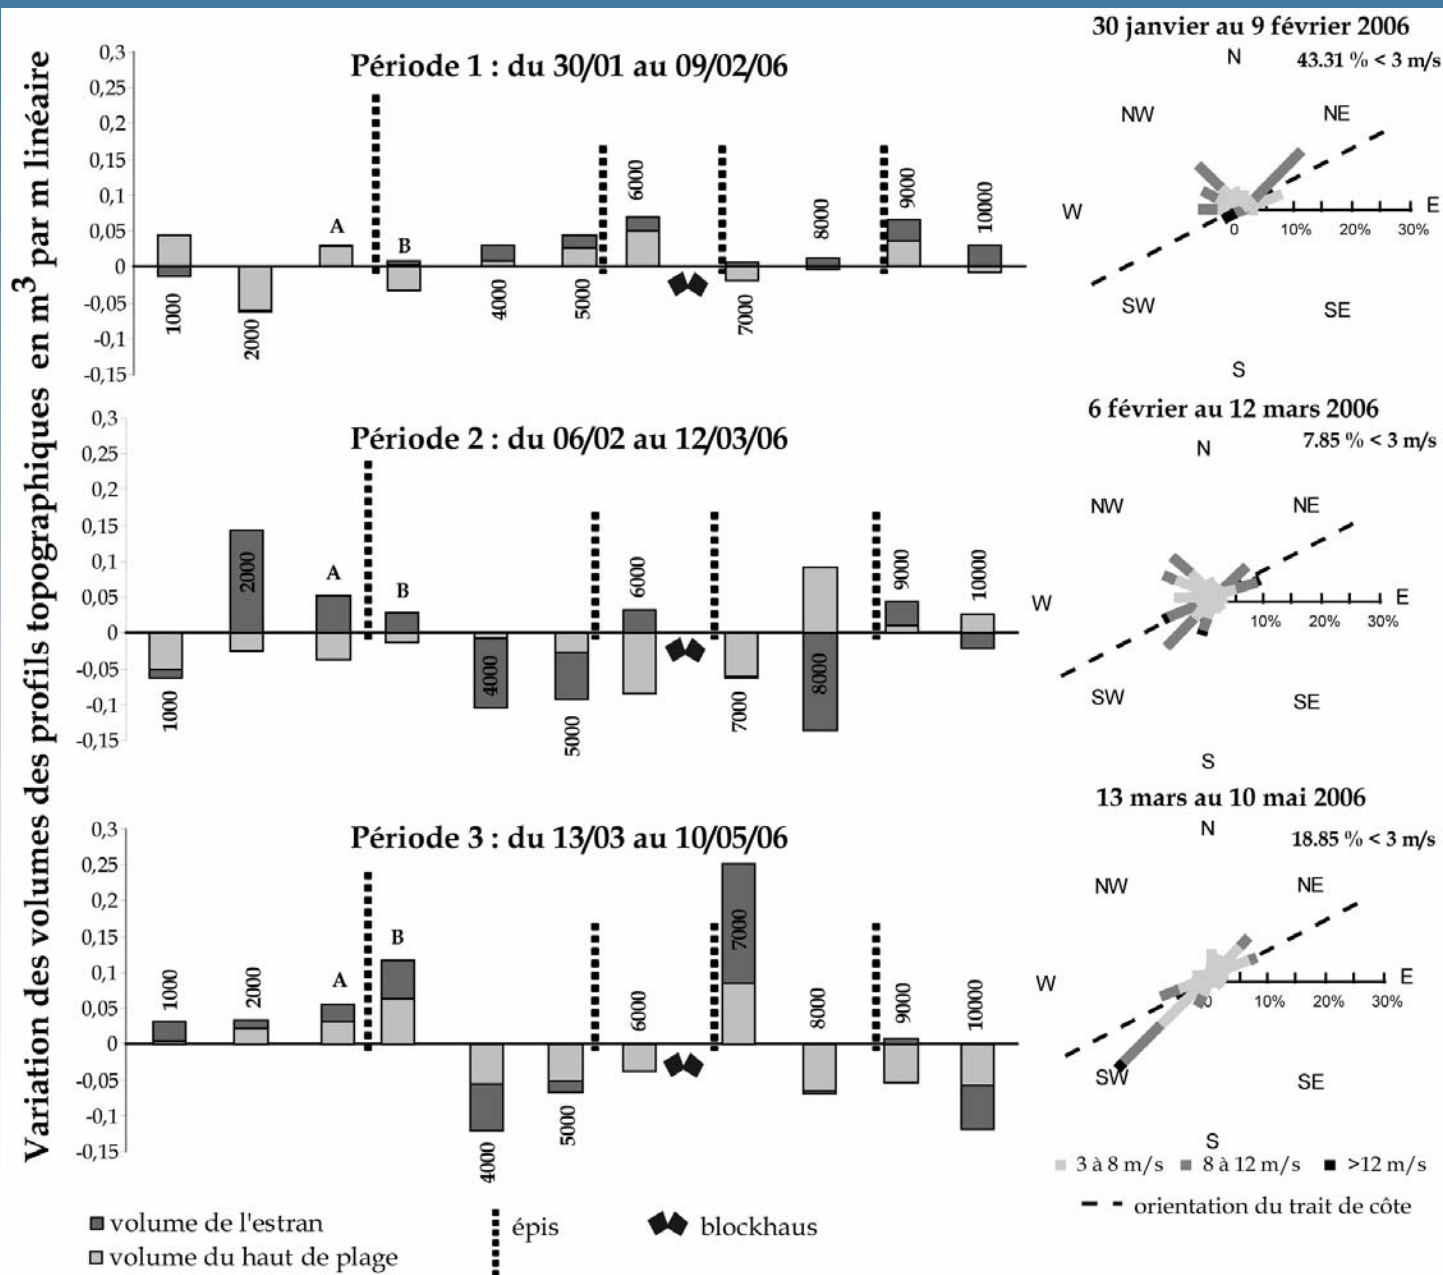 Variation des volumes des profils topographiques en m3 par m linéaire
Période 1 : du 30/01 au 09/02/06
0,3
0,25
0,2
0,15
0,1
0,05
0
-0,05
-0,1
-0,15
1000
2000
A
B
4000
5000
6000
7000
8000
9000
10000
30 janvier au 9 février 2006
43.31 % < 3 m/s
N
NW
NE
W
E
0
10%
20%
30%
SW
SE
S
Période 2 : du 06/02 au 12/03/06
0,3
0,25
0,2
0,15
0,1
0,05
0
-0,05
-0,1
-0,15
1000
2000
A
B
4000
5000
6000
7000
8000
9000
10000
6 février au 12 mars 2006
7.85 % < 3 m/s
N
NW
NE
W
E
10%
20%
30%
SW
SE
S
Période 3 : du 13/03 au 10/05/06
0,3
0,25
0,2
0,15
0,1
0,05
0
-0,05
-0,1
-0,15
1000
2000
A
B
4000
5000
6000
7000
8000
9000
10000
13 mars au 10 mai 2006
18.85 % < 3 m/s
N
NW
NE
W
E
0
10%
20%
30%
SW
SE
S
3 à 8 m/s
8 à 12 m/s
>12 m/s
orientation du trait de côte
volume de l'estran
volume du haut de plage
épis
blockhaus